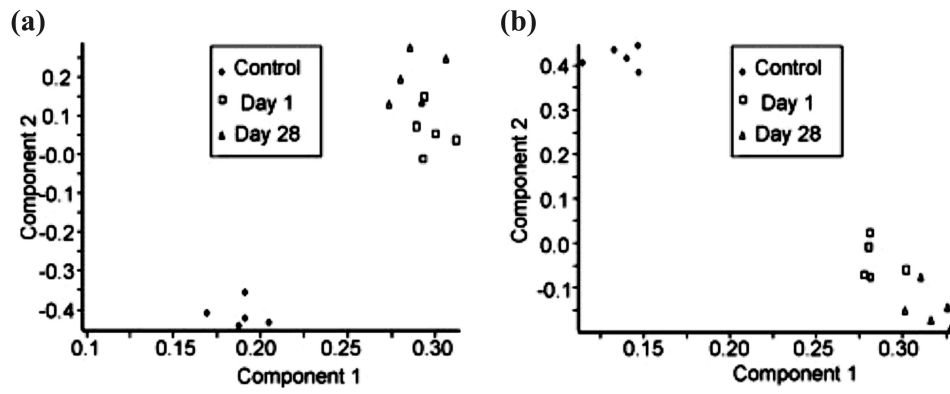 (a)
Component 2
0.2
0.1
-0.0
-0.1
-0.2
-0.3
-0.4
Control
Day 1
Day 28
0.1
0.15
0.20
0.25
0.30
Component 1
(b)
Component 2
0.4
0.3
0.2
0.0
-0.1
Control
Day 1
Day 28
0.15
0.20
0.25
0.30
Component 1